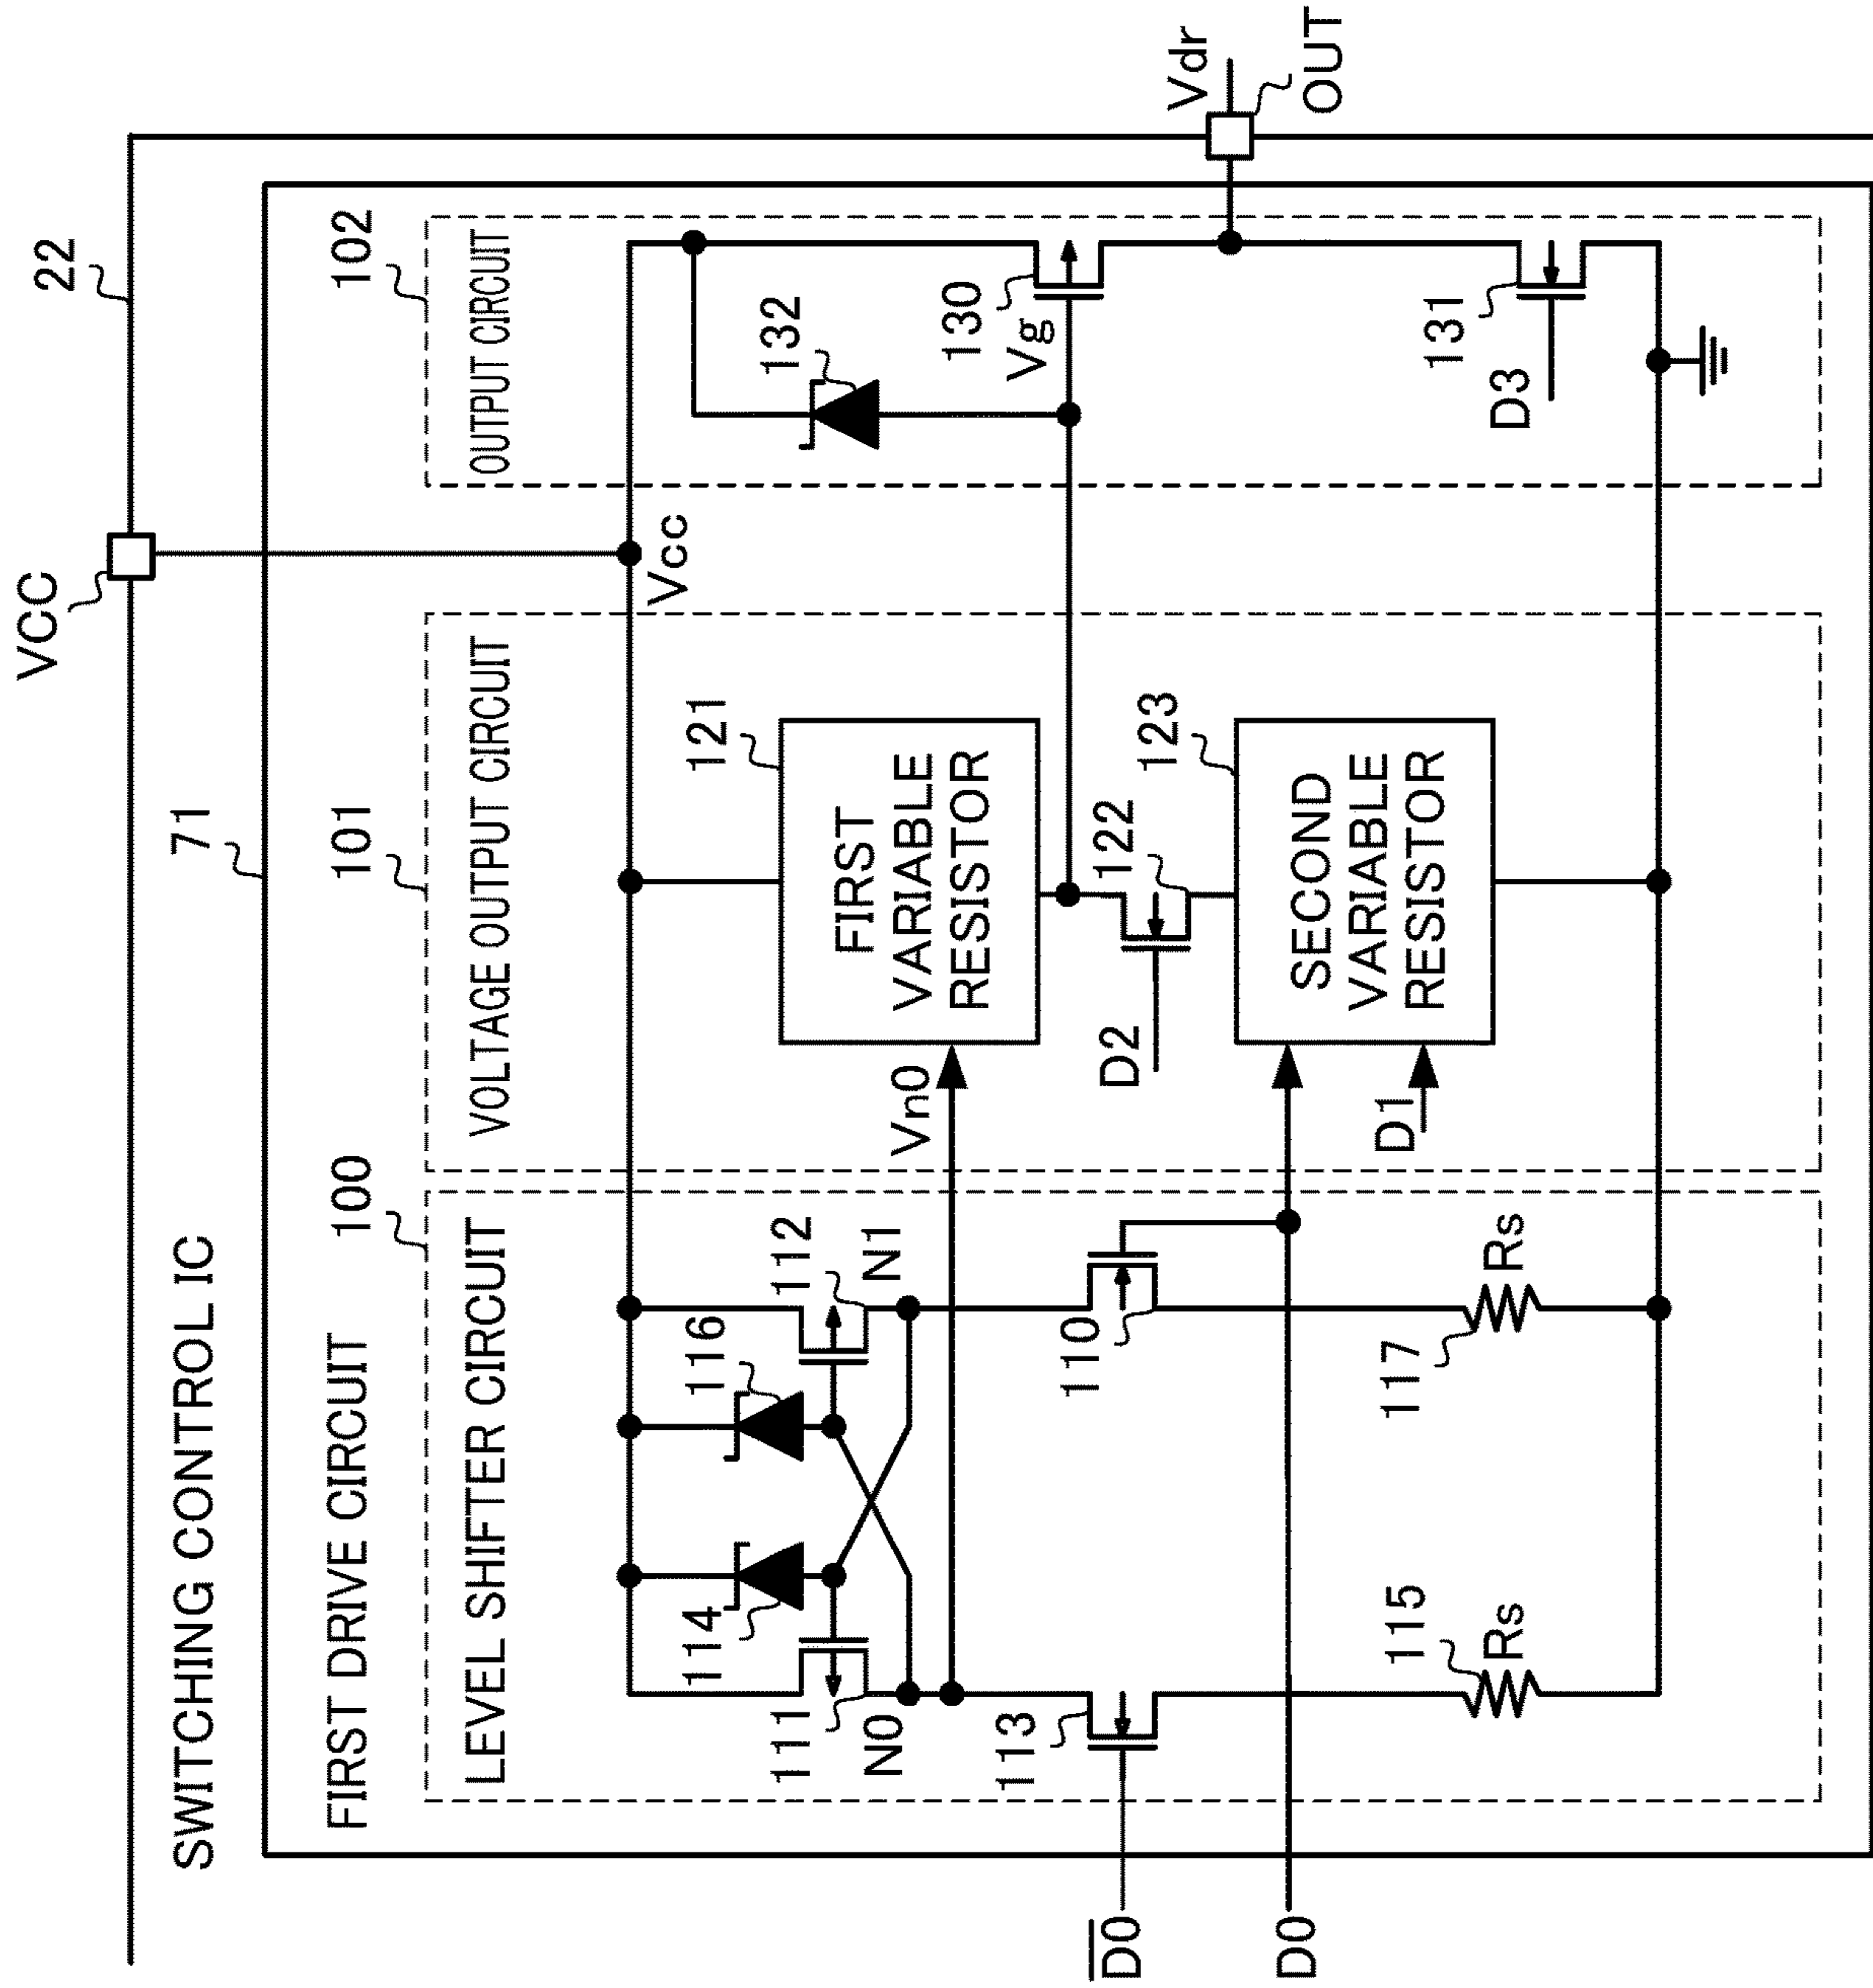 VCC
22
SWITCHING CONTROL IC
71
FIRST DRIVE CIRCUIT
100
101
102
LEVEL SHIFTER CIRCUIT
VOLTAGE OUTPUT CIRCUIT
OUTPUT CIRCUIT
Vcc
114
116
111
112
N0
N1
Vn0
121
FIRST
VARIABLE
RESISTOR
132
130
Vg
Vdr
OUT
113
110
D2
122
D0
D0
D1
123
SECOND
VARIABLE
RESISTOR
D3
131
115
Rs
117
Rs